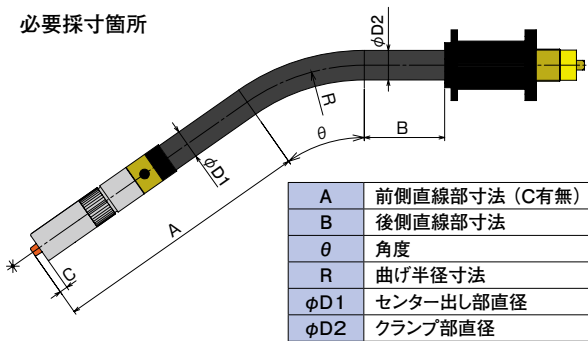 必要採寸箇所
φD2
R
θ
B
φD1
A
C
A 前側直線部寸法（C有無）
B 後側直線部寸法
θ 角度
R 曲げ半径寸法
φD1 センター出し部直径
φD2 クランプ部直径